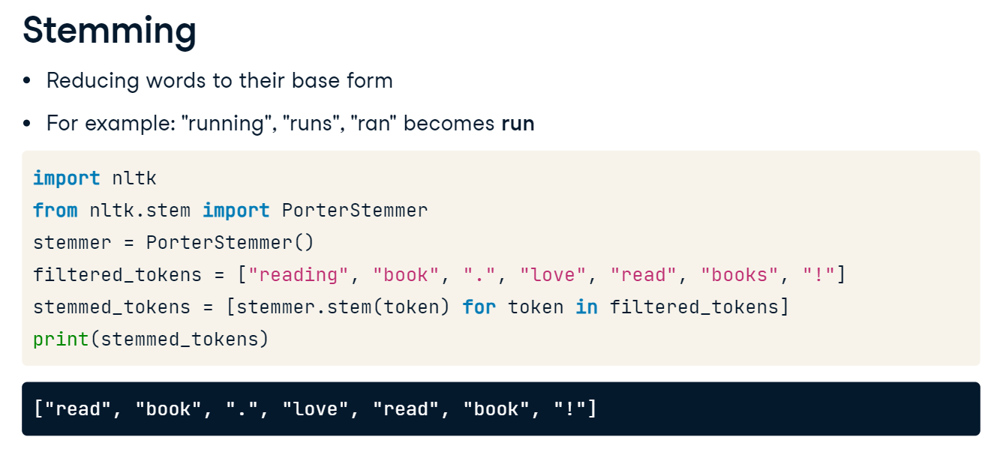 Stemming
• Reducing words to their base form
• For example: "running", "runs", "ran" becomes run
import nltk
from nltk.stem import PorterStemmer
stemmer = PorterStemmer()
filtered_tokens = ["reading", "book", ".", "love", "read", "books", "!"]
stemmed_tokens = [stemmer.stem(token) for token in filtered_tokens]
print(stemmed_tokens)
["read", "book", ".", "love", "read", "book", "!"]